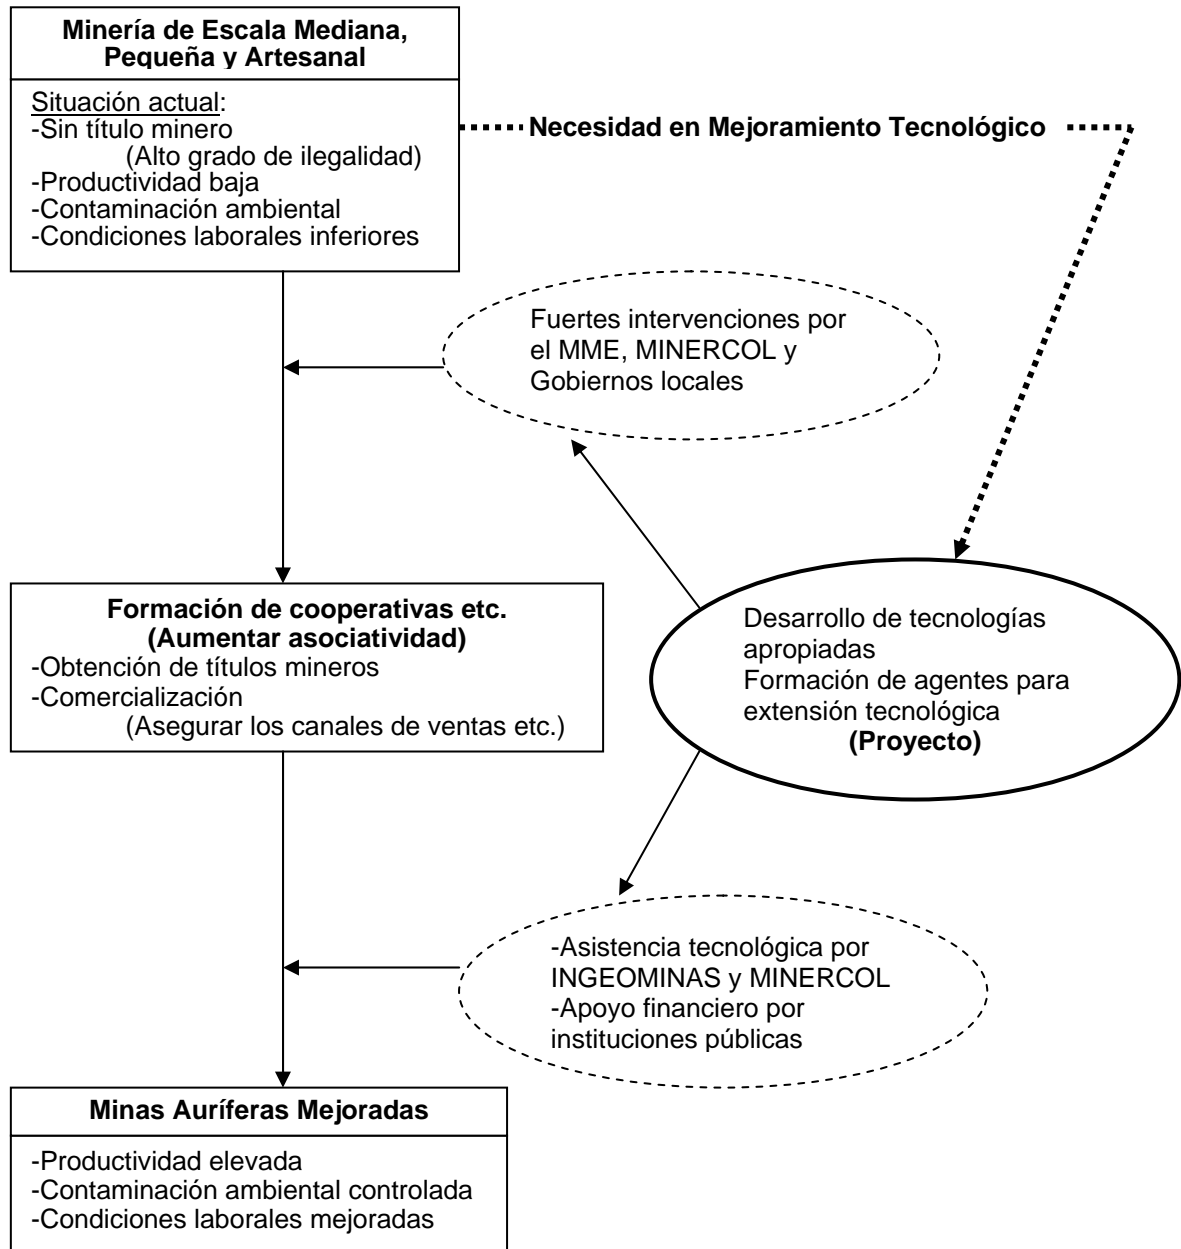 Minería de Escala Mediana,
Pequeña y Artesanal
Situación actual:
-Sin título minero
(Alto grado de ilegalidad)
-Productividad baja
-Contaminación ambiental
-Condiciones laborales inferiores
Necesidad en Mejoramiento Tecnológico
Fuertes intervenciones por
el MME, MINERCOL y
Gobiernos locales
Formación de cooperativas etc.
(Aumentar asociatividad)
-Obtención de títulos mineros
-Comercialización
(Asegurar los canales de ventas etc.)
Desarrollo de tecnologías
apropiadas
Formación de agentes para
extensión tecnológica
(Proyecto)
-Asistencia tecnológica por
INGEOMINAS y MINERCOL
-Apoyo financiero por
instituciones públicas
Minas Auríferas Mejoradas
-Productividad elevada
-Contaminación ambiental controlada
-Condiciones laborales mejoradas